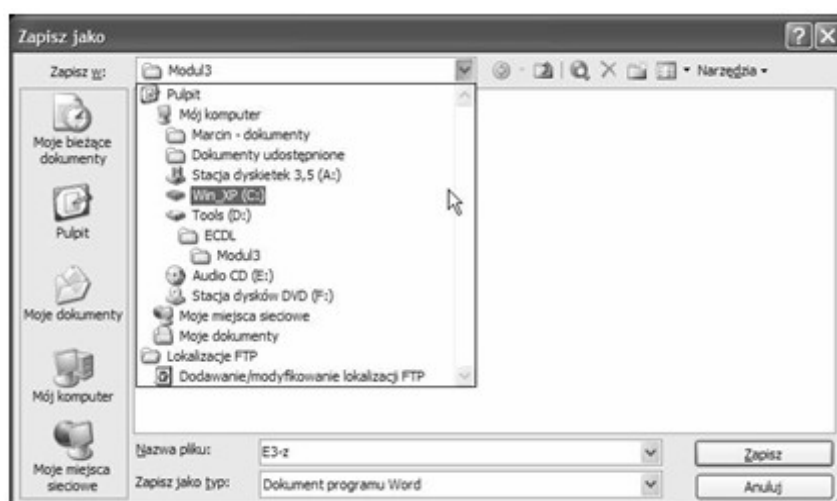 Zapisz jako
Zapisz w: Modul3 Narzędzia
Pulpit
Mój komputer
Marcin - dokumenty
Dokumenty udostępnione
Stacja dyskietek 3,5 (A:)
Win_XP (C:)
Tools (D:)
ECDL
Modul3
Audio CD (E:)
Stacja dysków DVD (F:)
Moje miejsca sieciowe
Moje dokumenty
Lokalizacje FTP
Dodawanie/modyfikowanie lokalizacji FTP
Moje bieżące
dokumenty
Pulpit
Moje dokumenty
Mój komputer
Moje miejsca
sieciowe
Nazwa pliku: E3-z Zapisz
Zapisz jako typ: Dokument programu Word Anuluj